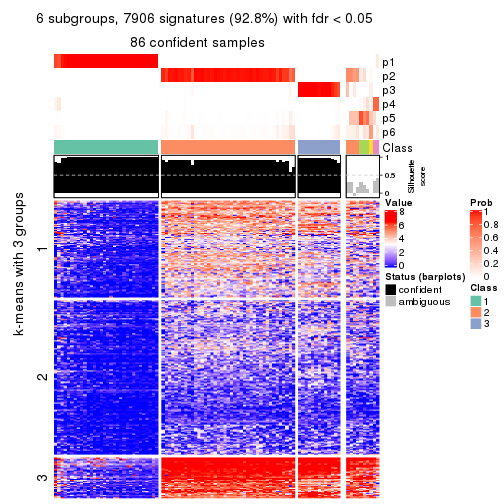 6 subgroups, 7906 signatures (92.8%) with fdr < 0.05
86 confident samples
p1
p2
p3
p4
p5
p6
Class
1
0.5
0
Silhouette
score
k-means with 3 groups
1
2
3
Value
8
6
4
2
0
Status (barplots)
confident
ambiguous
Prob
1
0.8
0.6
0.4
0.2
0
Class
1
2
3